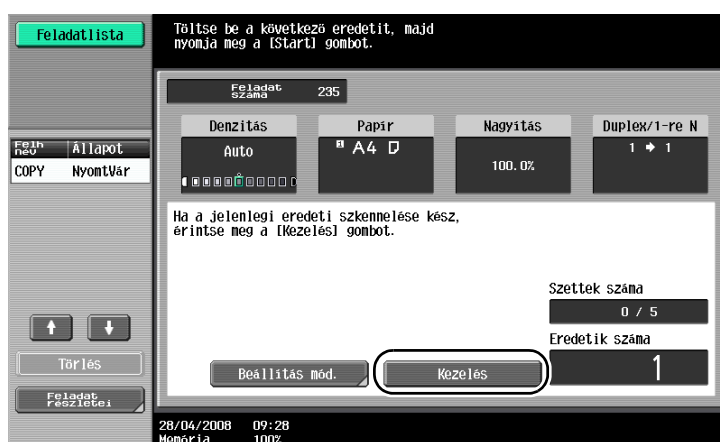 Feladatlista
Töltse be a következő eredetit, majd
nyomja meg a [Start] gombot.
Feladat
száma
235
Denzitás
Papír
Nagyítás
Duplex/1-re N
Auto
A4
100.0%
1 → 1
Felh
név
Állapot
COPY
NyomtVár
Ha a jelenlegi eredeti szkennelése kész,
érintse meg a [Kezelés] gombot.
Szettek száma
0 / 5
Eredetik száma
1
Törlés
Beállítás mód.
Kezelés
Feladat
részletei
28/04/2008 09:28
Memória 100%